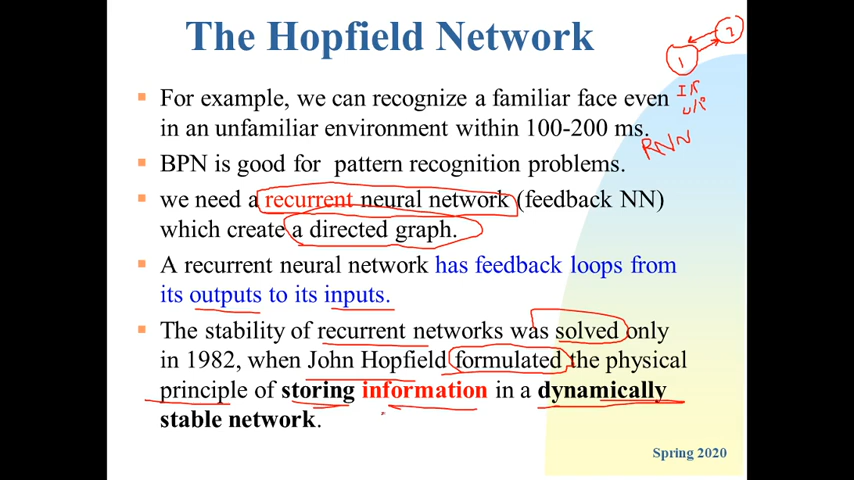 The Hopfield Network
2
1
For example, we can recognize a familiar face even
in an unfamiliar environment within 100-200 ms.
RNN
BPN is good for pattern recognition problems.
we need a recurrent neural network (feedback NN)
which create a directed graph.
A recurrent neural network has feedback loops from
its outputs to its inputs.
The stability of recurrent networks was solved only
in 1982, when John Hopfield formulated the physical
principle of storing information in a dynamically
stable network.
Spring 2020